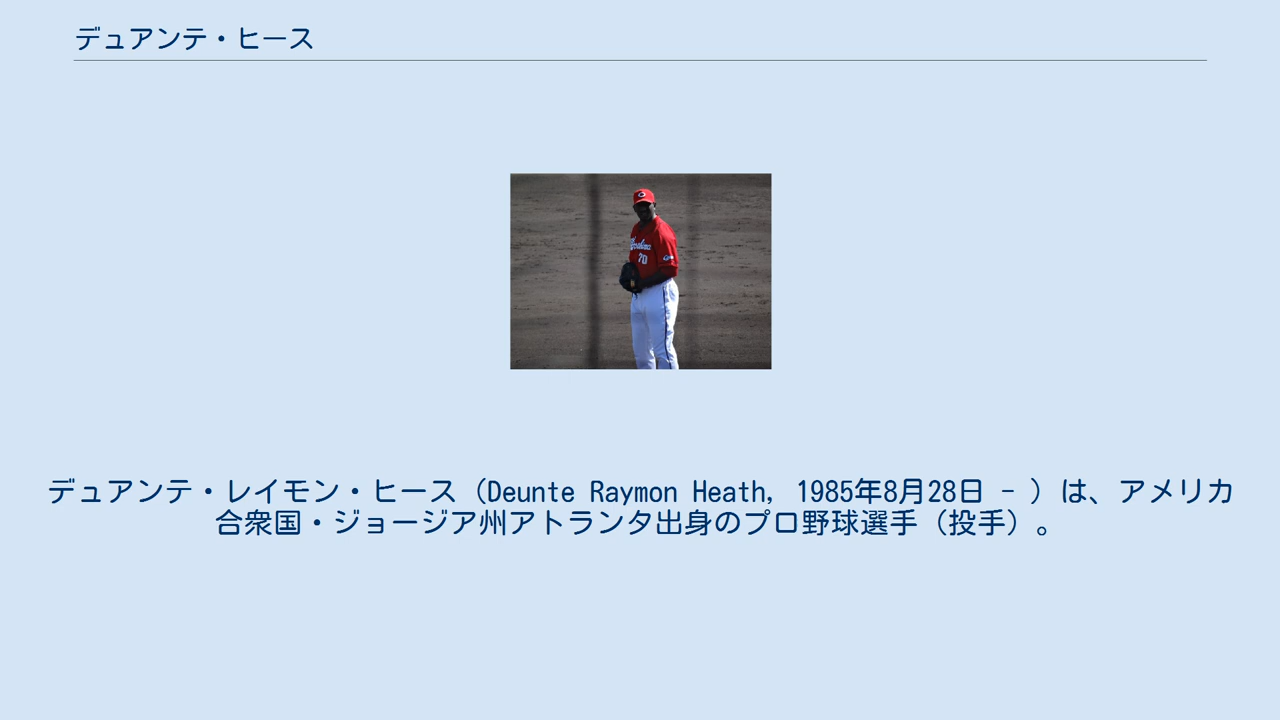 デュアンテ・ヒース
70
デュアンテ・レイモン・ヒース（Deunte Raymon Heath, 1985年8月28日 - ）は、アメリカ
合衆国・ジョージア州アトランタ出身のプロ野球選手（投手）。